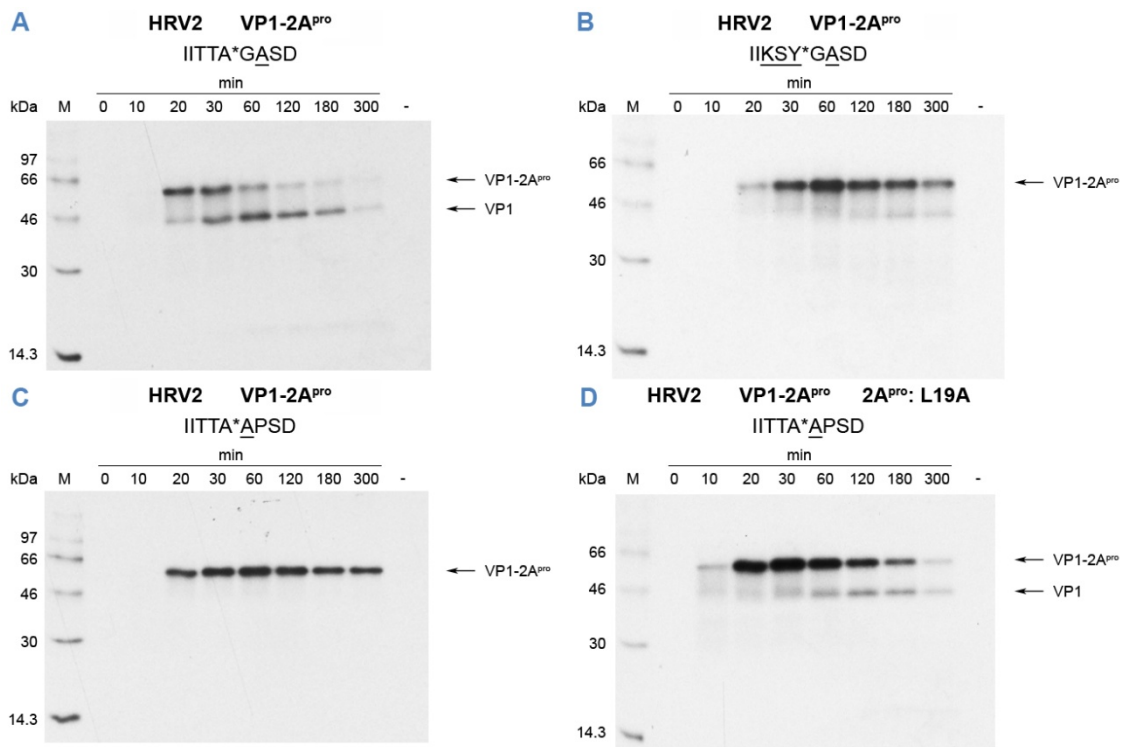 A HRV2 VP1-2Apro
IITTA*GASD
min
kDa M 0 10 20 30 60 120 180 300 -
97
66
VP1-2Apro
46
VP1
30
14.3
B HRV2 VP1-2Apro
IIKSY*GASD
min
kDa M 0 10 20 30 60 120 180 300 -
66
VP1-2Apro
46
30
14.3
C HRV2 VP1-2Apro
IITTA*APSD
min
kDa M 0 10 20 30 60 120 180 300 -
97
66
VP1-2Apro
46
30
14.3
D HRV2 VP1-2Apro 2Apro: L19A
IITTA*APSD
min
kDa M 0 10 20 30 60 120 180 300 -
66
VP1-2Apro
46
VP1
30
14.3